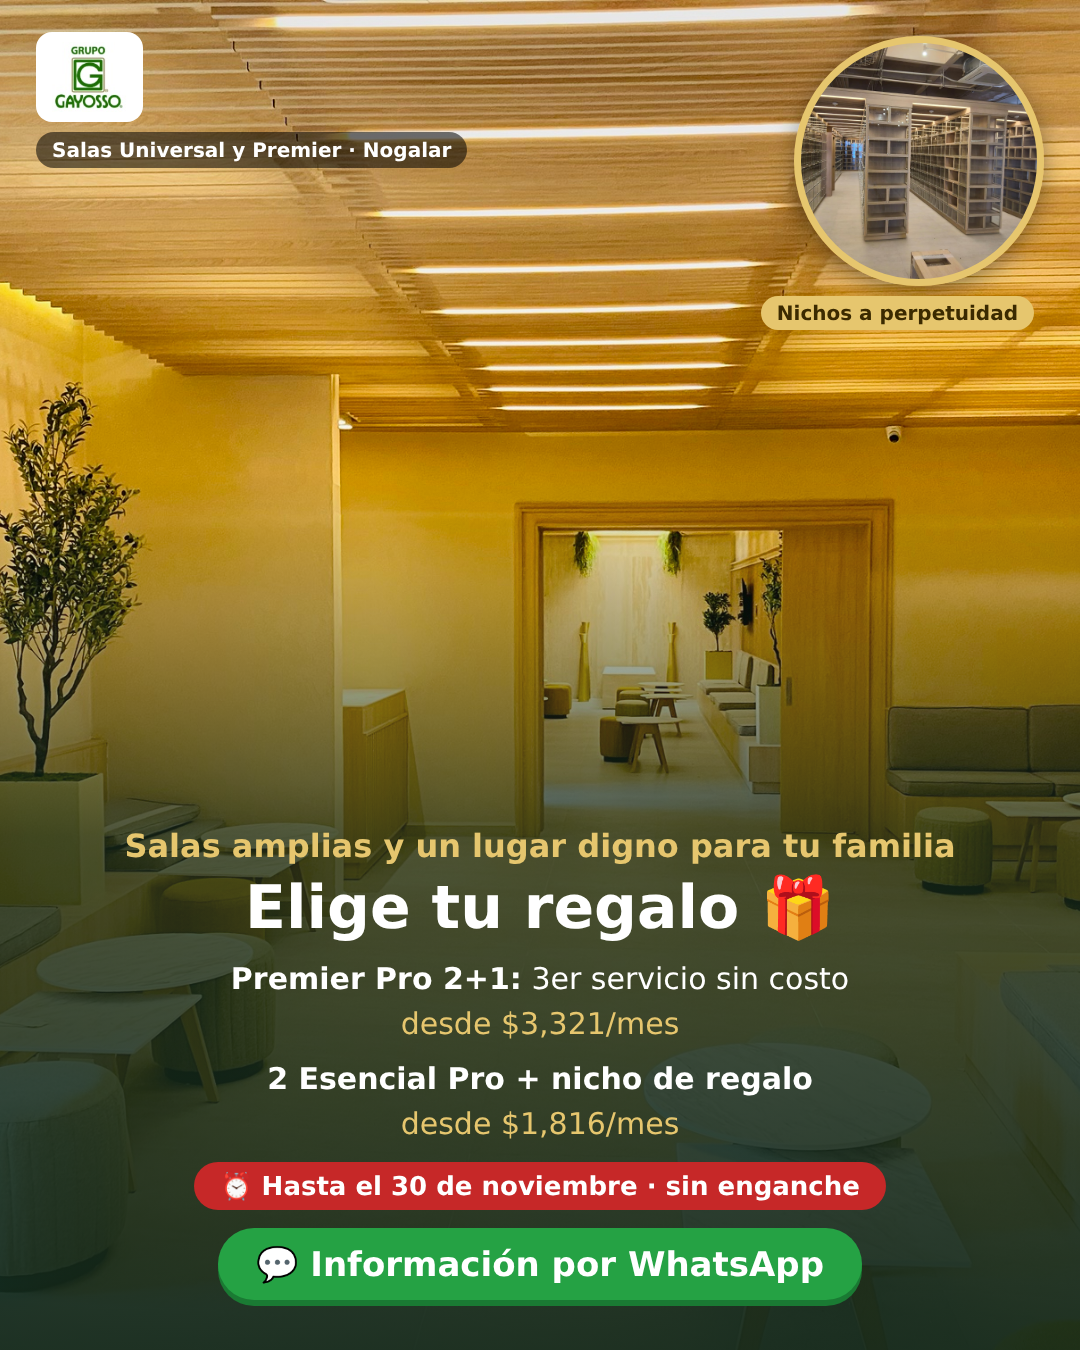 GRUPO
G
GAYOSSO
Salas Universal y Premier · Nogalar
Nichos a perpetuidad
Salas amplias y un lugar digno para tu familia
Elige tu regalo 🎁
Premier Pro 2+1: 3er servicio sin costo
desde $3,321/mes
2 Esencial Pro + nicho de regalo
desde $1,816/mes
⏰ Hasta el 30 de noviembre · sin enganche
💬 Información por WhatsApp